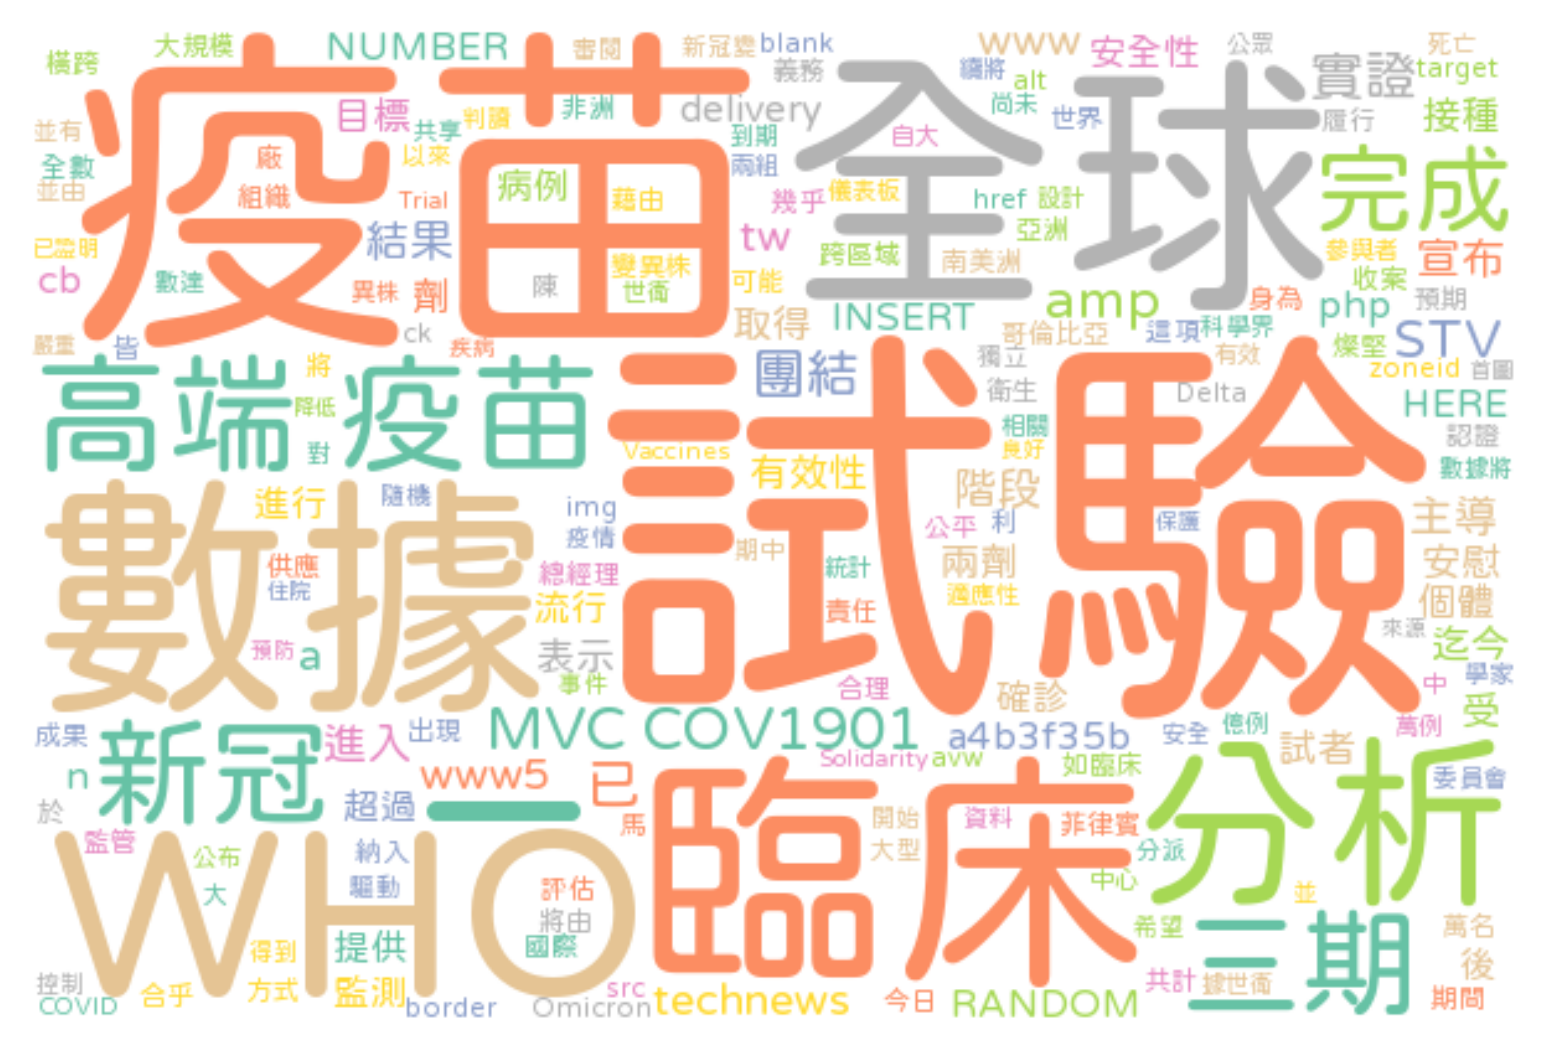 橫跨
大規模
NUMBER
審閱
新冠變
blank
WWW
安全性
公眾
死亡
義務
續將
alt
實證
target
並有
目標
共享
判讀
非洲
delivery
尚未
世界
履行
接種
疫苗
全球
到期
自大
全數
廠
以來
兩組
完成
並由
組織
Trial
病例
藉由
幾乎
儀表板
href
設計
已證明
結果
tw
跨區域
南美洲
亞洲
參與者
宣布
cb
數達
異株
劑
陳
變異株
世衞
可能
amp
身為
收案
php
預期
嚴重
皆
ck
疾病
取得
INSERT
哥倫比亞
這項
科學界
燦堅
STV
將
團結
獨立
有效
zoneid
首圖
高端疫苗
降低
衛生
Delta
HERE
對
Vaccines
試驗
相關
良好
認證
數據
進行
隨機
img
有效性
階段
數據將
疫情
期中
公平
利
保護
主導
供應
住院
總經理
統計
兩劑
安慰
流行
責任
適應性
個體
預防
a
表示
來源
迄今
事件
合理
確診
中
學家
成果
新冠
進入
出現
MVC COV1901
a4b3f35b
安全
億例
萬例
受
n
www5
已
Solidarity
avw
如臨床
試者
分析
委員會
於
超過
一
馬
臨床
開始
資料
菲律賓
監管
公布
納入
大型
分派
WHO
大
驅動
評估
中心
並
將由
得到
提供
國際
希望
三期
萬名
控制
合乎
方式
監測
src
共計
據世衞
後
COVID
border
Omicron
technews
今日
RANDOM
期間